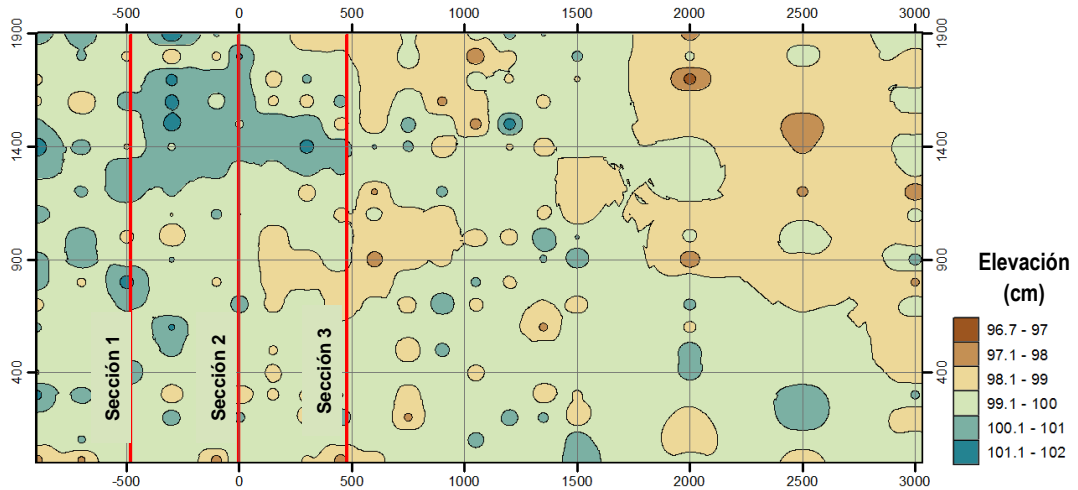 -500 0 500 1000 1500 2000 2500 3000
1900 1900
1400 1400
900 900
400 400
Sección 1
Sección 2
Sección 3
-500 0 500 1000 1500 2000 2500 3000
Elevación
(cm)
96.7 - 97
97.1 - 98
98.1 - 99
99.1 - 100
100.1 - 101
101.1 - 102